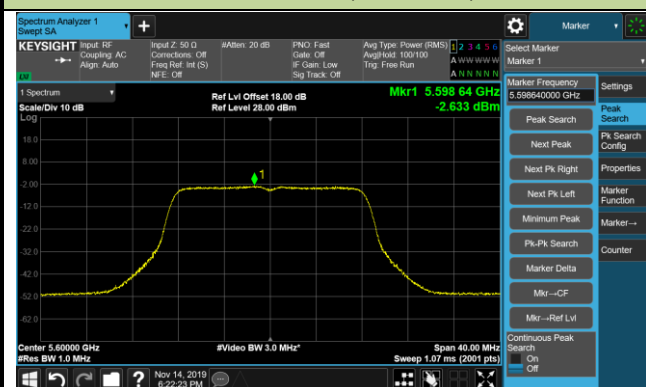 Spectrum Analyzer 1
Swept SA
Marker
KEYSIGHT
Input: RF
Coupling: AC
Align: Auto
Input Z: 50 Ω
Corrections: Off
Freq Ref: Int (S)
NFE: Off
#Atten: 20 dB
PNO: Fast
Gate: Off
IF Gain: Low
Sig Track: Off
Avg Type: Power (RMS)
Avg|Hold: 100/100
Trig: Free Run
1 2 3 4 5 6
A W W W W W
A N N N N N
Select Marker
Marker 1
LXI
1 Spectrum
Scale/Div 10 dB
Log
Ref Lvl Offset 18.00 dB
Ref Level 28.00 dBm
Mkr1 5.598 64 GHz
-2.633 dBm
18.0
8.00
-2.00
-12.0
-22.0
-32.0
-42.0
-52.0
-62.0
1
Center 5.60000 GHz
#Res BW 1.0 MHz
#Video BW 3.0 MHz*
Span 40.00 MHz
Sweep 1.07 ms (2001 pts)
Marker Frequency
5.598640000 GHz
Peak Search
Next Peak
Next Pk Right
Next Pk Left
Minimum Peak
Pk-Pk Search
Marker Delta
Mkr→CF
Mkr→Ref Lvl
Continuous Peak
Search
On
Off
Settings
Peak
Search
Pk Search
Config
Properties
Marker
Function
Marker→
Counter
Nov 14, 2019
6:22:23 PM